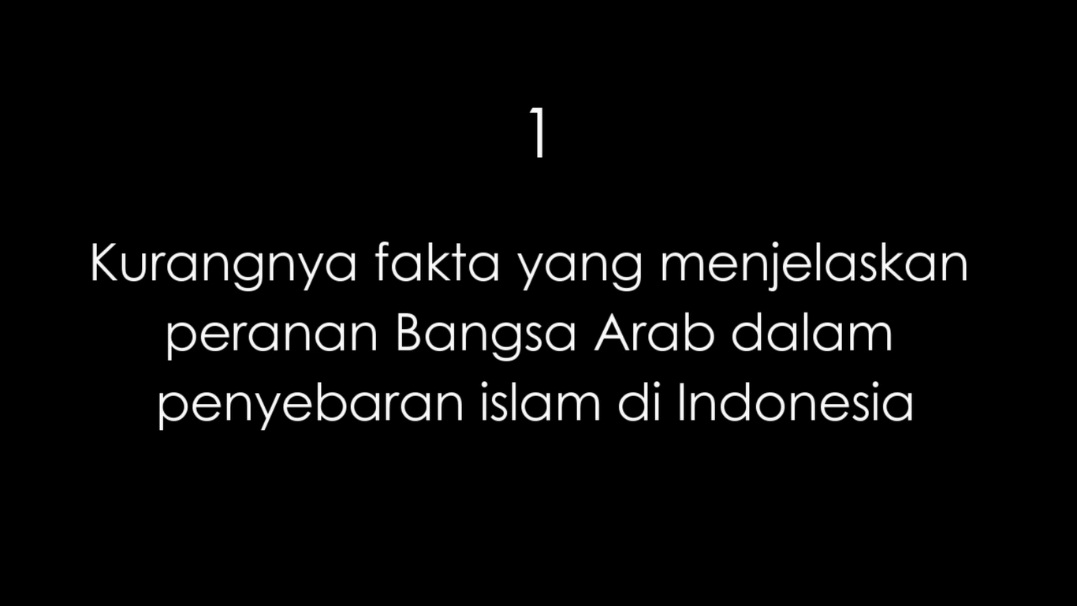 1
Kurangnya fakta yang menjelaskan
peranan Bangsa Arab dalam
penyebaran islam di Indonesia